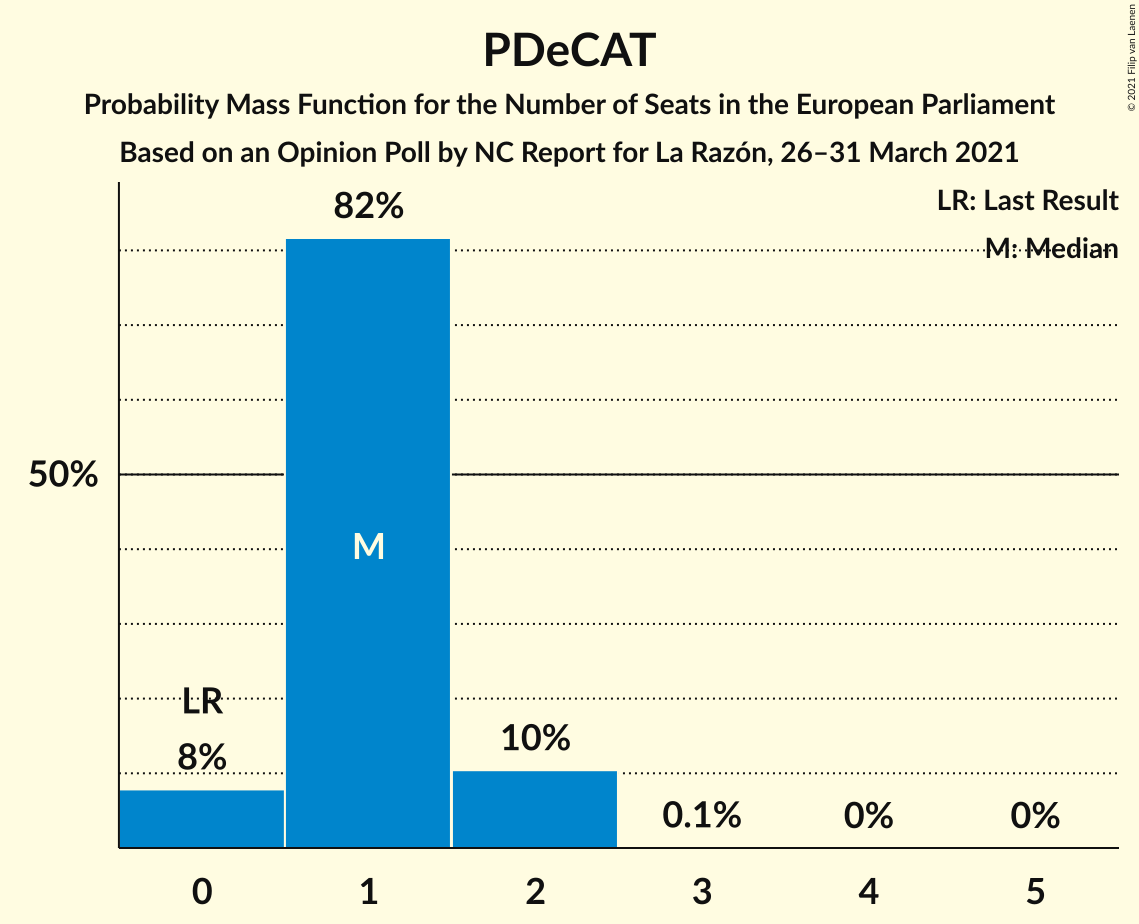 PDeCAT
Probability Mass Function for the Number of Seats in the European Parliament
Based on an Opinion Poll by NC Report for La Razón, 26–31 March 2021
© 2021 Filip van Laenen
LR: Last Result
M: Median
82%
50%
M
LR
8%
10%
0.1%
0%
0%
0 1 2 3 4 5